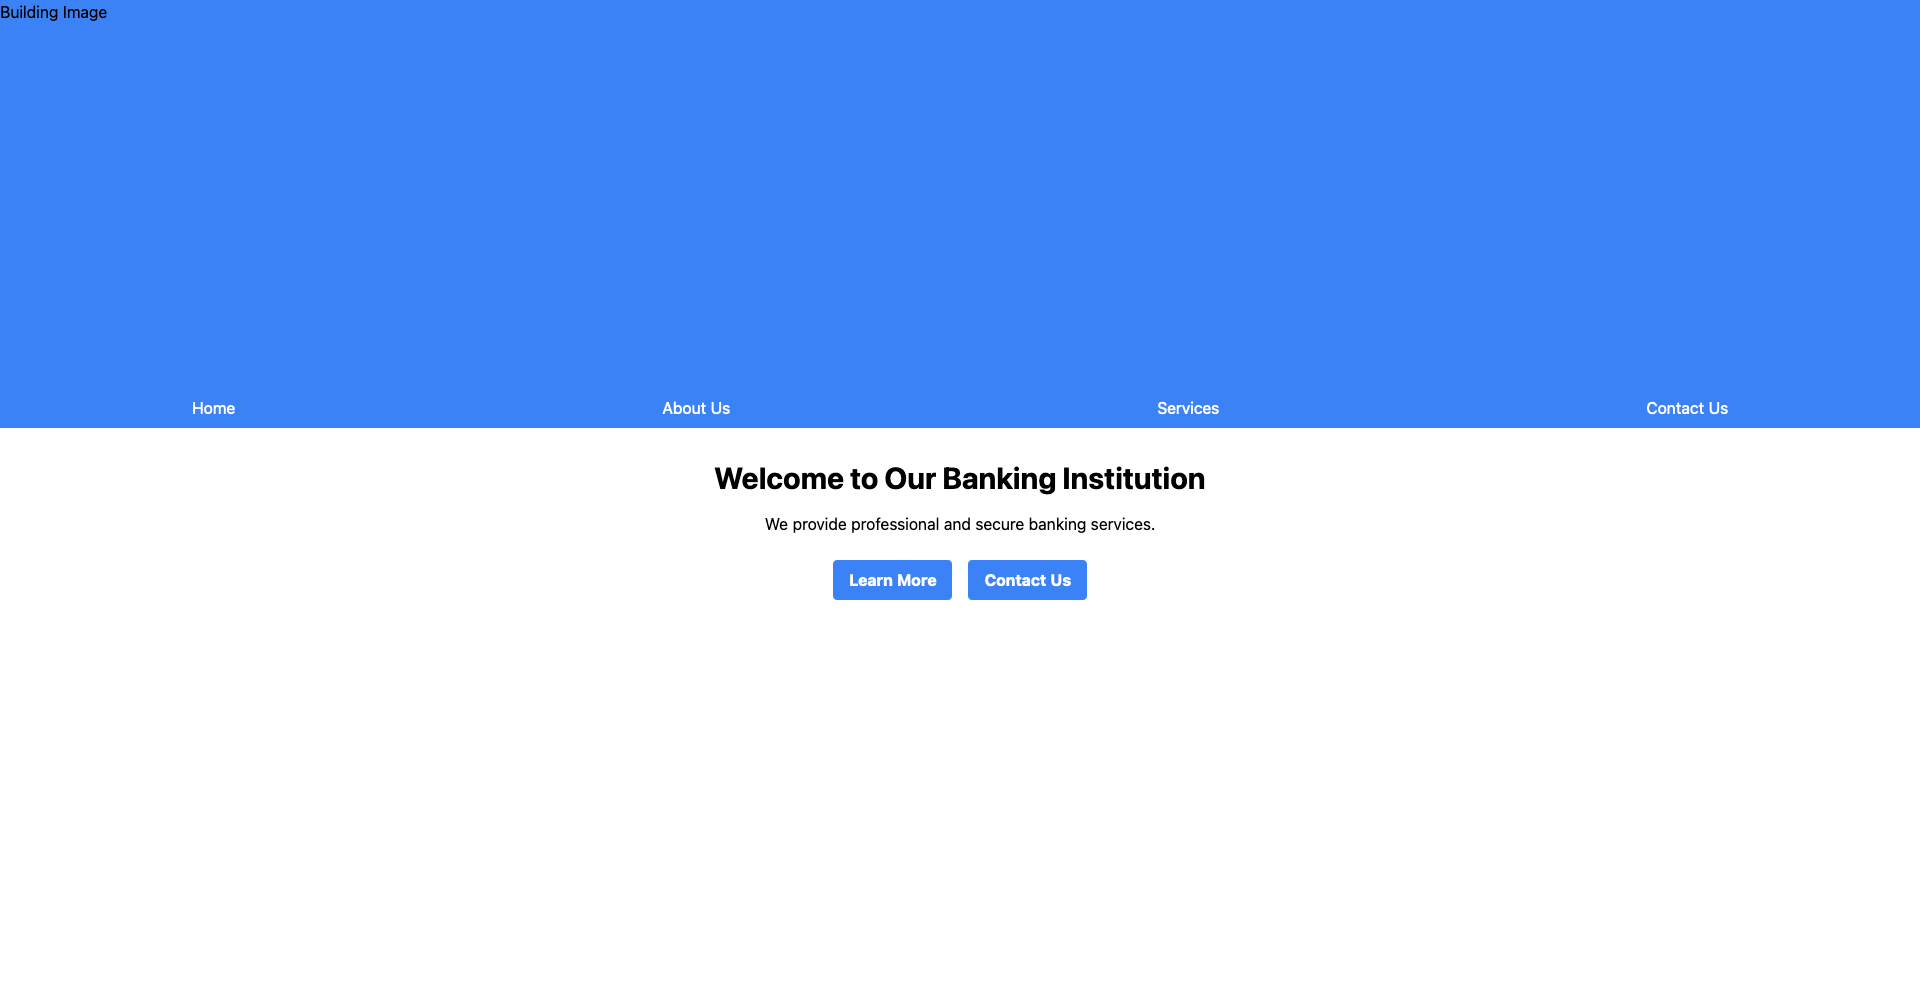 Building Image
Home About Us Services Contact Us
Welcome to Our Banking Institution
We provide professional and secure banking services.
Learn More Contact Us